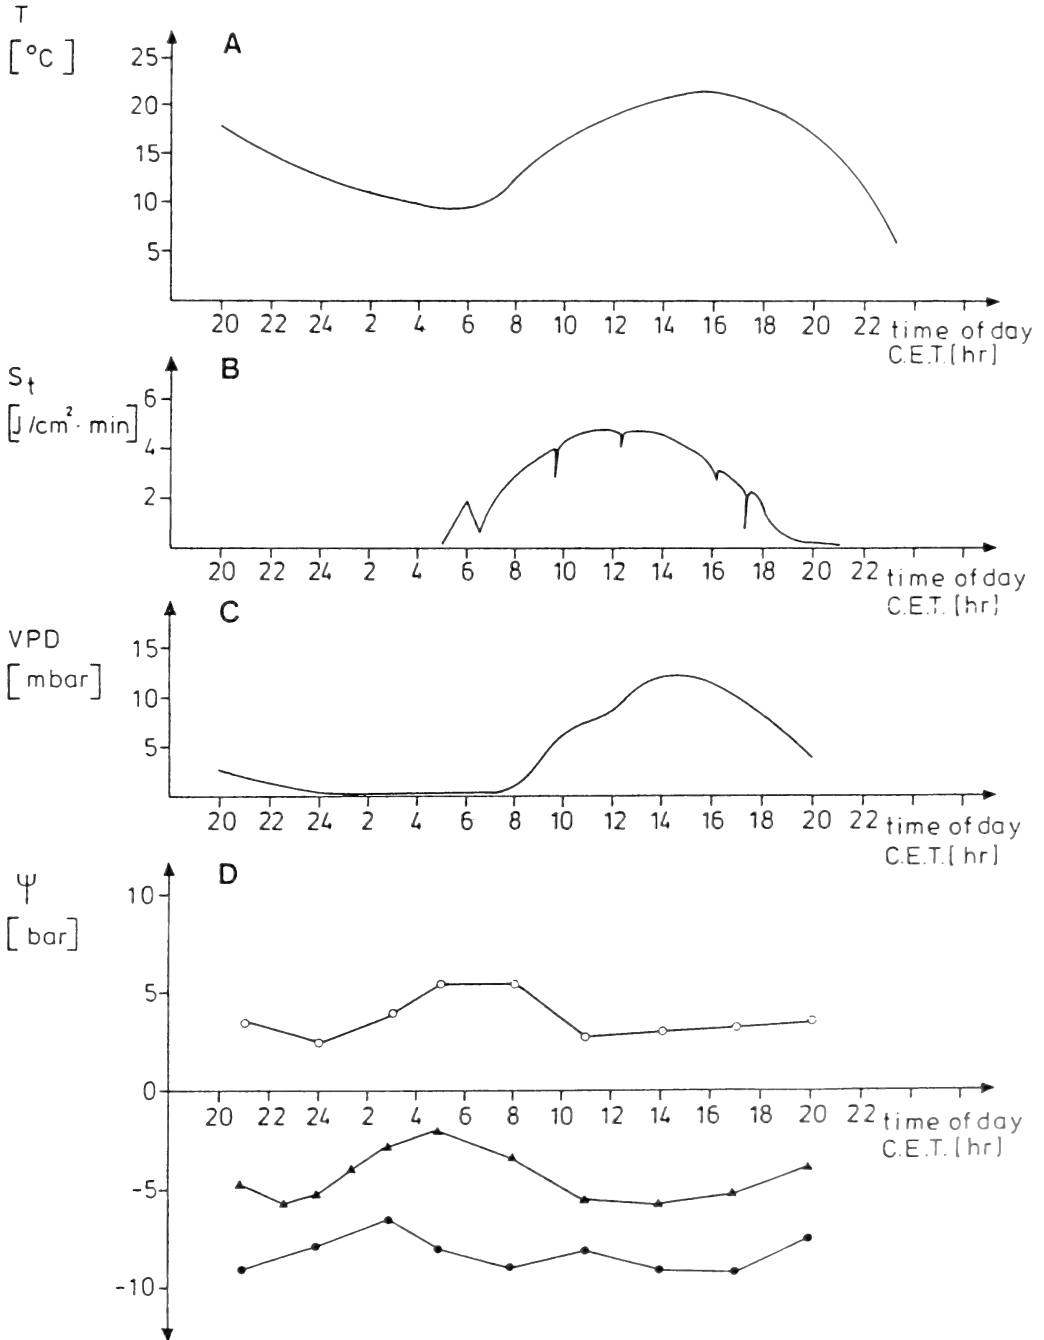 T
[°C]
A
25
20
15
10
5
20 22 24 2 4 6 8 10 12 14 16 18 20 22 time of day
C.E.T. [hr]
B
St
[J/cm²·min]
6
4
2
20 22 24 2 4 6 8 10 12 14 16 18 20 22 time of day
C.E.T. [hr]
C
VPD
[mbar]
15
10
5
20 22 24 2 4 6 8 10 12 14 16 18 20 22 time of day
C.E.T. [hr]
D
Ψ
[bar]
10
5
0
20 22 24 2 4 6 8 10 12 14 16 18 20 22 time of day
C.E.T. [hr]
-5
-10